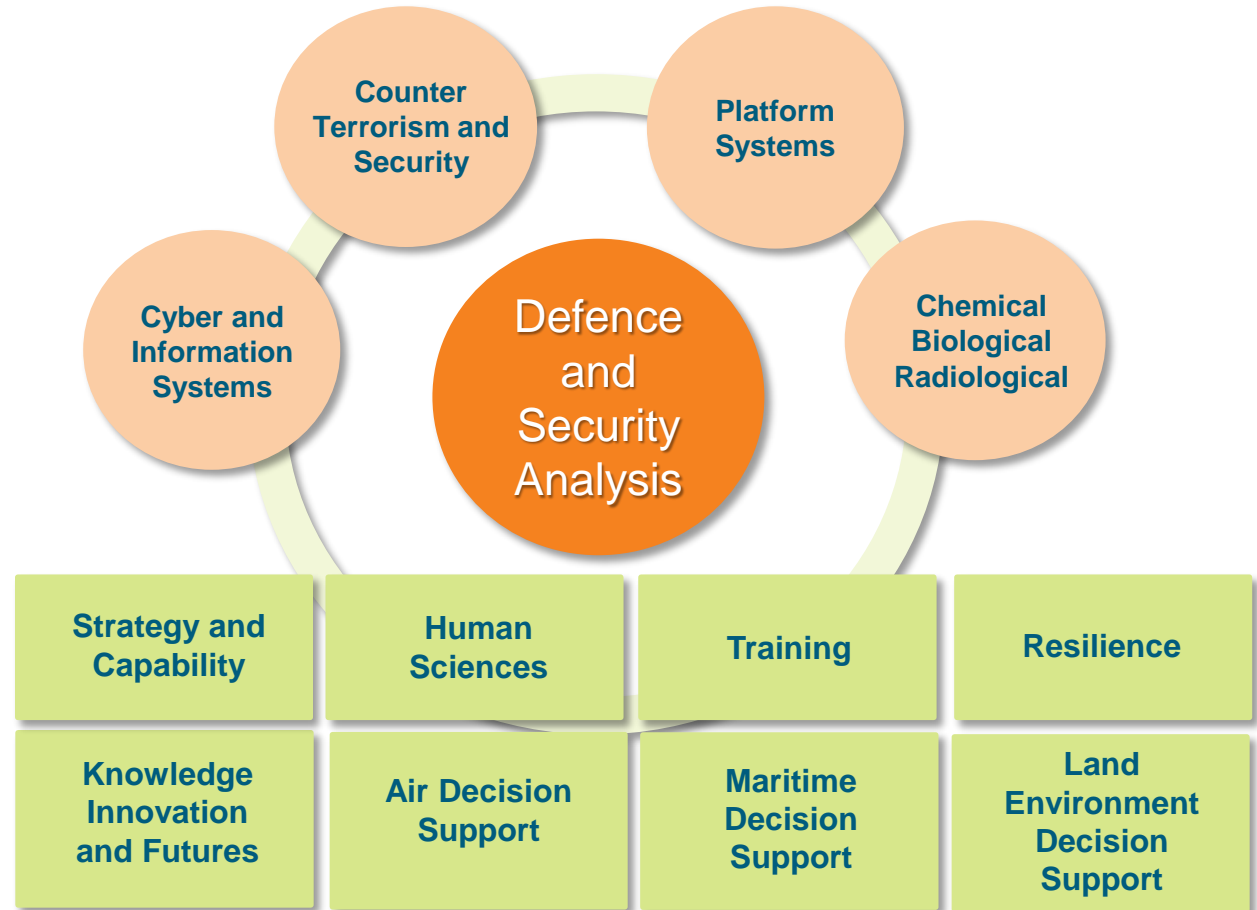 Counter
Terrorism and
Security
Platform
Systems
Cyber and
Information
Systems
Defence
and
Security
Analysis
Chemical
Biological
Radiological
Strategy and
Capability
Human
Sciences
Training
Resilience
Knowledge
Innovation
and Futures
Air Decision
Support
Maritime
Decision
Support
Land
Environment
Decision
Support